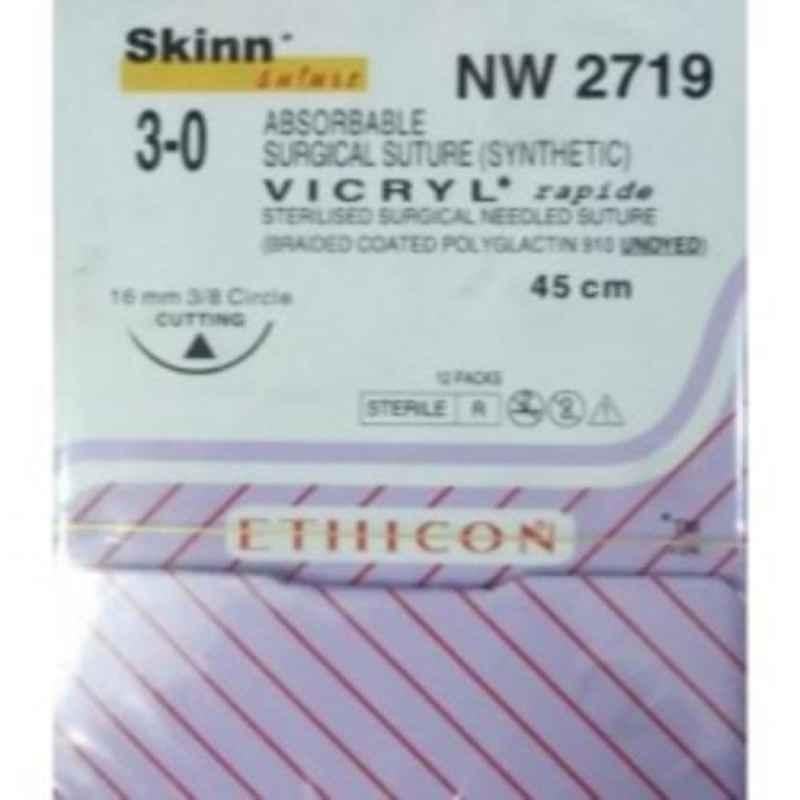 Skinn
NW 2719
3-0
ABSORBABLE
SURGICAL SUTURE (SYNTHETIC)
VICRYL* rapide
STERILISED SURGICAL NEEDLED SUTURE
(BRAIDED COATED POLYGLACTIN 910 UNDYED)
45 cm
16 mm 3/8 Circle
CUTTING
12 PACKS
STERILE R
ETHICON